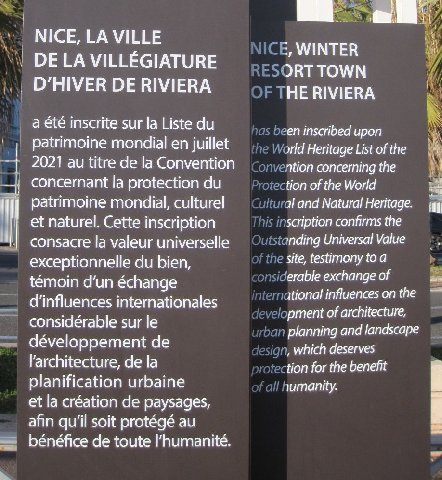 NICE, LA VILLE
DE LA VILLÉGIATURE
D'HIVER DE RIVIERA
a été inscrite sur la Liste du
patrimoine mondial en juillet
2021 au titre de la Convention
concernant la protection du
patrimoine mondial, culturel
et naturel. Cette inscription
consacre la valeur universelle
exceptionnelle du bien,
témoin d'un échange
d'influences internationales
considérable sur le
développement de
l'architecture, de la
planification urbaine
et la création de paysages,
afin qu'il soit protégé au
bénéfice de toute l'humanité.
NICE, WINTER
RESORT TOWN
OF THE RIVIERA
has been inscribed upon
the World Heritage List of the
Convention concerning the
Protection of the World
Cultural and Natural Heritage.
This inscription confirms the
Outstanding Universal Value
of the site, testimony to a
considerable exchange of
international influences on the
development of architecture,
urban planning and landscape
design, which deserves
protection for the benefit
of all humanity.